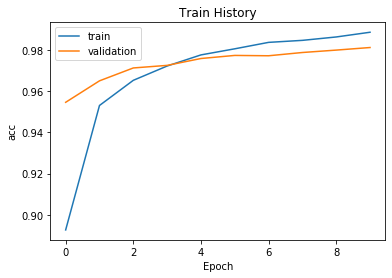 Train History
train
validation
acc
0.98
0.96
0.94
0.92
0.90
0 2 4 6 8
Epoch